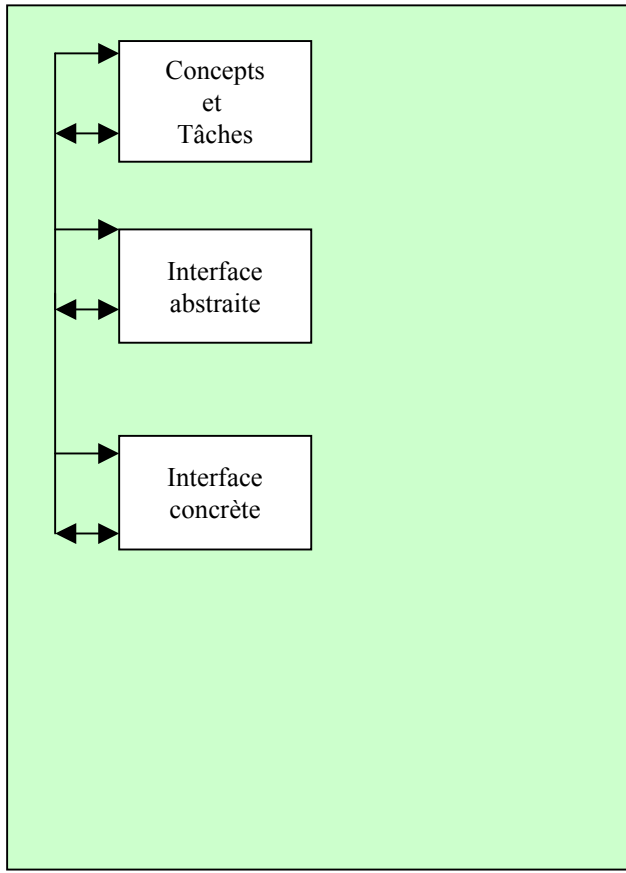 Concepts
et
Tâches
Interface
abstraite
Interface
concrète